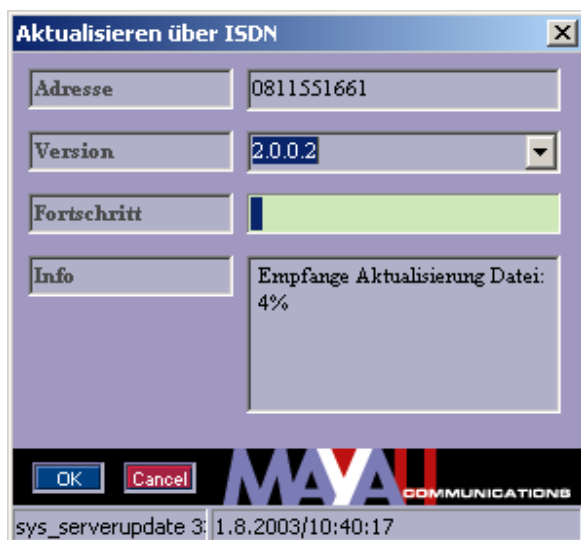 Aktualisieren über ISDN
Adresse
0811551661
Version
2.0.0.2
Fortschritt
Info
Empfange Aktualisierung Datei:
4%
OK
Cancel
MAYAH
COMMUNICATIONS
sys_serverupdate 3
1.8.2003/10:40:17